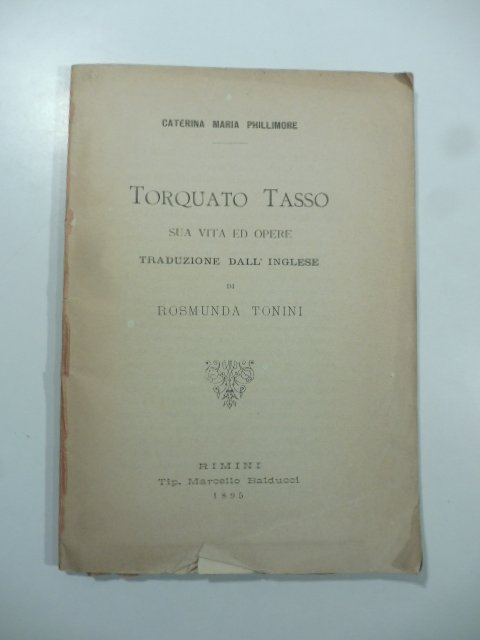 CATERINA MARIA PHILLIMORE
TORQUATO TASSO
SUA VITA ED OPERE
TRADUZIONE DALL' INGLESE
DI
ROSMUNDA TONINI
RIMINI
Tip. Marcello Balducci
1895